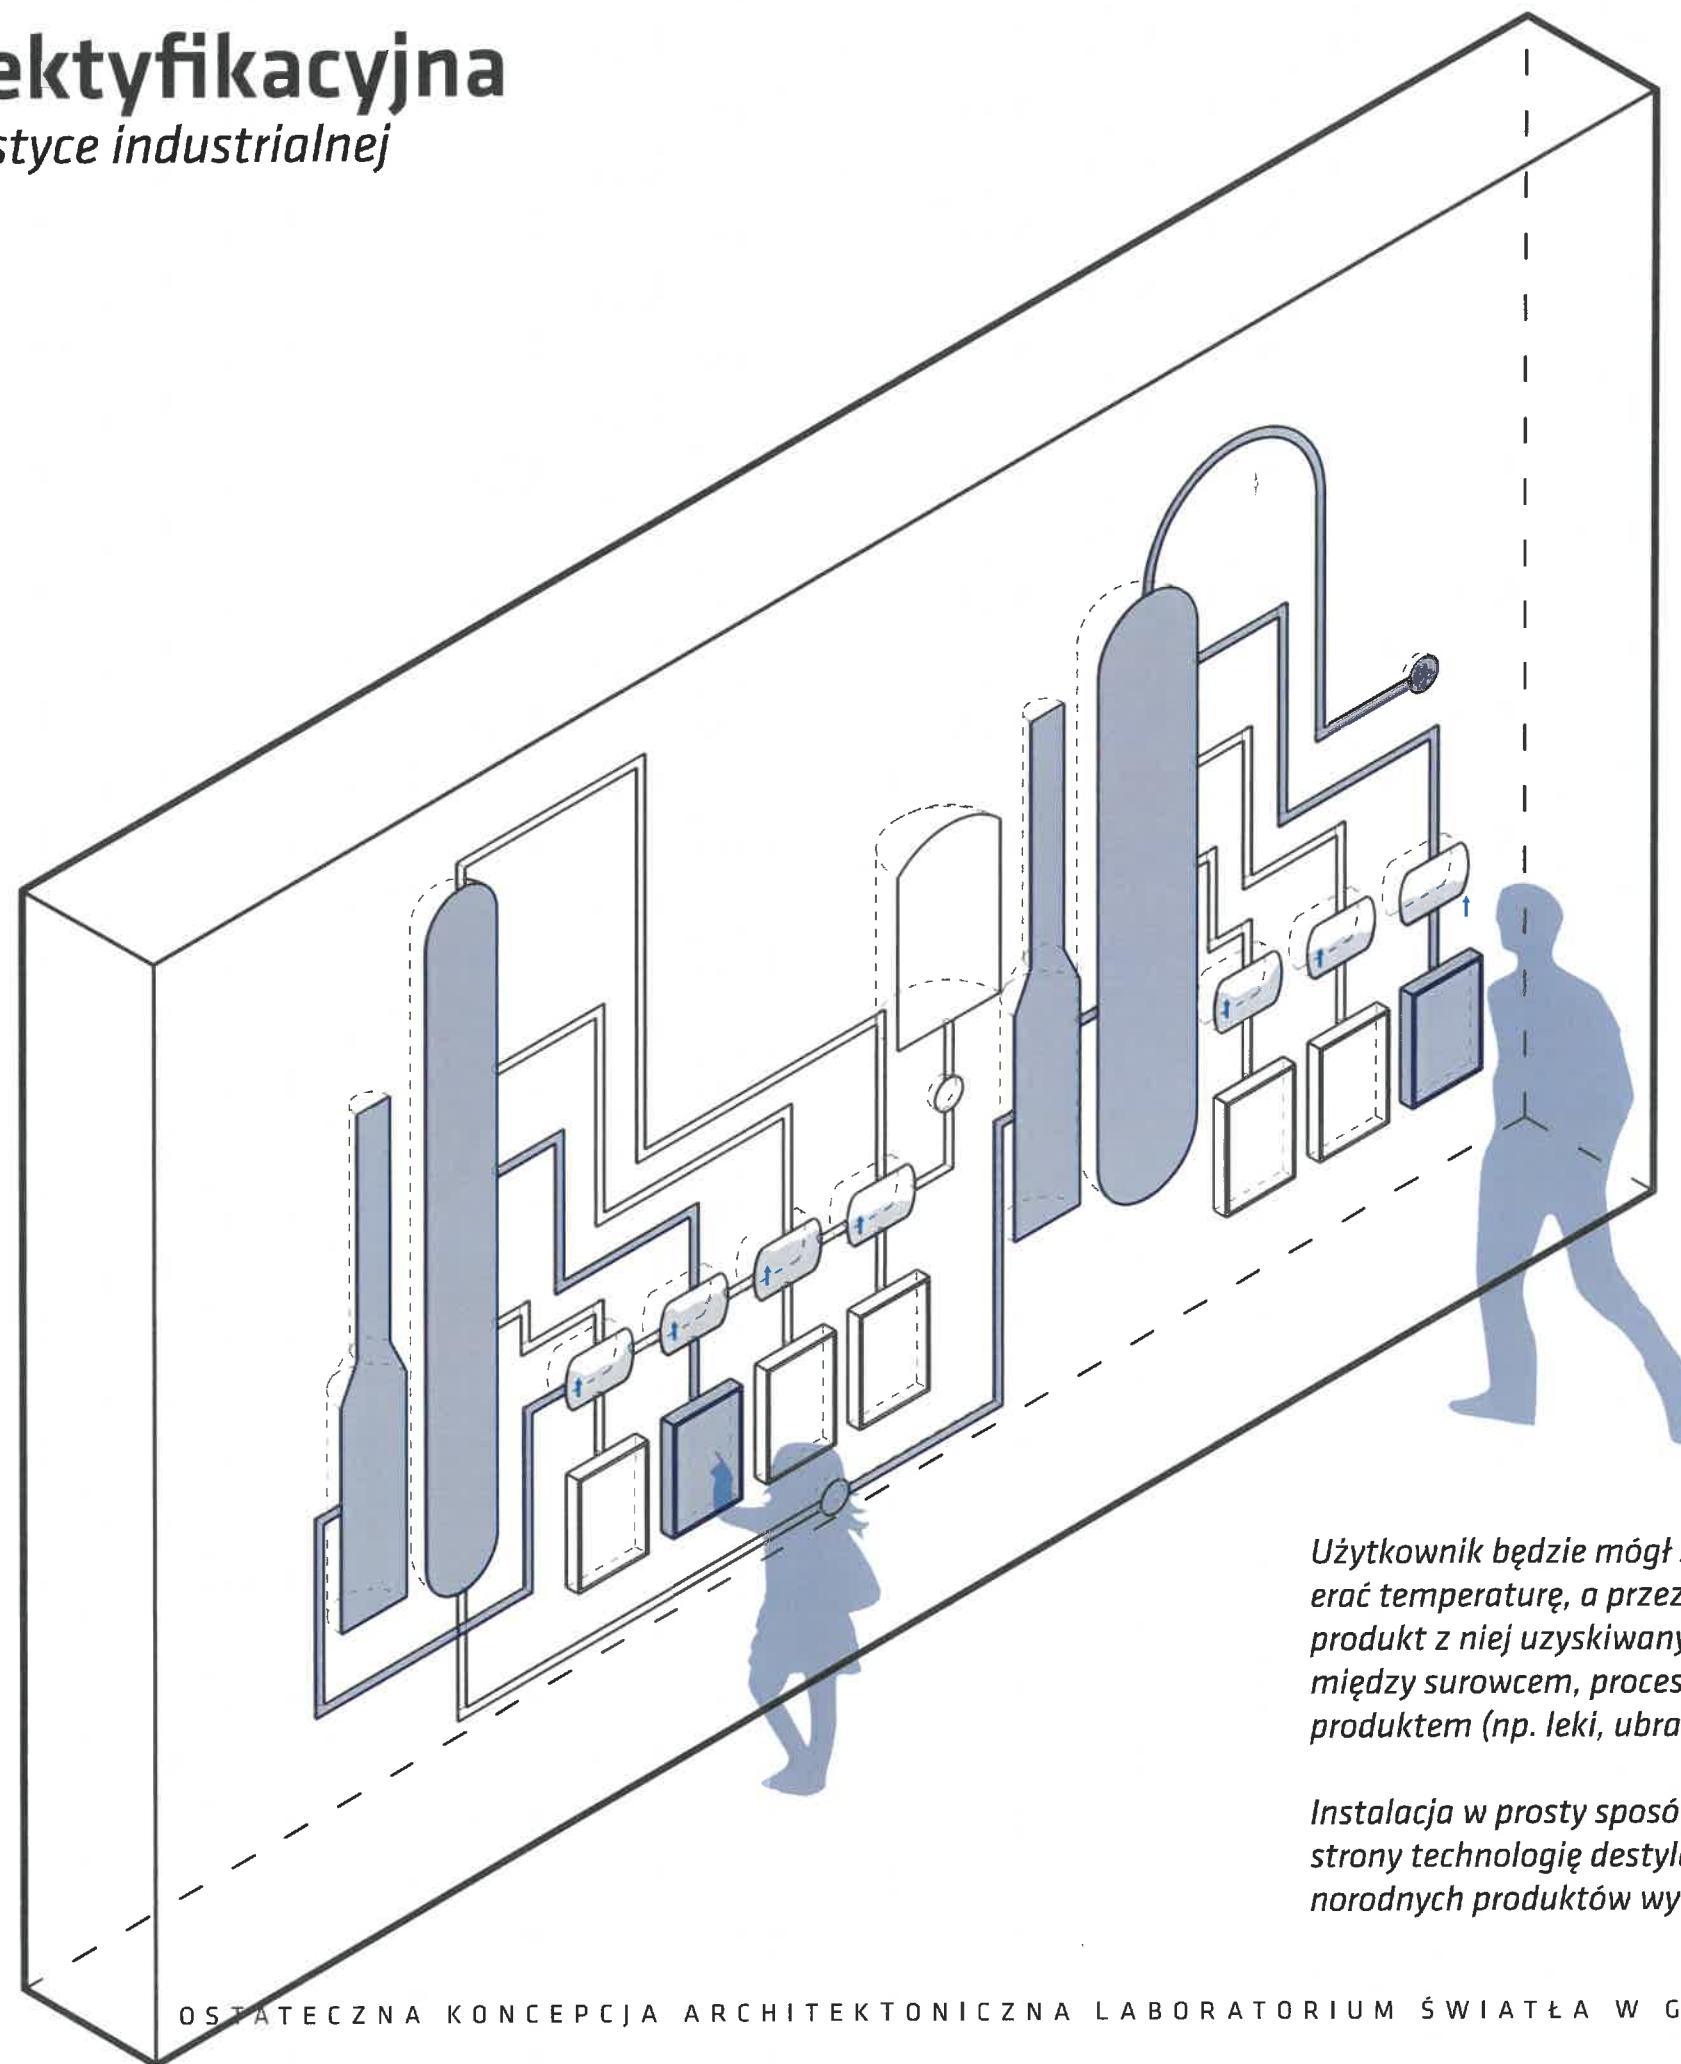 ektyfikacyjna
styce industrialnej
Użytkownik będzie mógł
erać temperaturę, a przez
produkt z niej uzyskiwany
między surowcem, proces
produktem (np. leki, ubra
Instalacja w prosty sposó
strony technologię destyl
norodnych produktów wy
OSTATECZNA KONCEPCJA ARCHITEKTONICZNA LABORATORIUM ŚWIATŁA W G